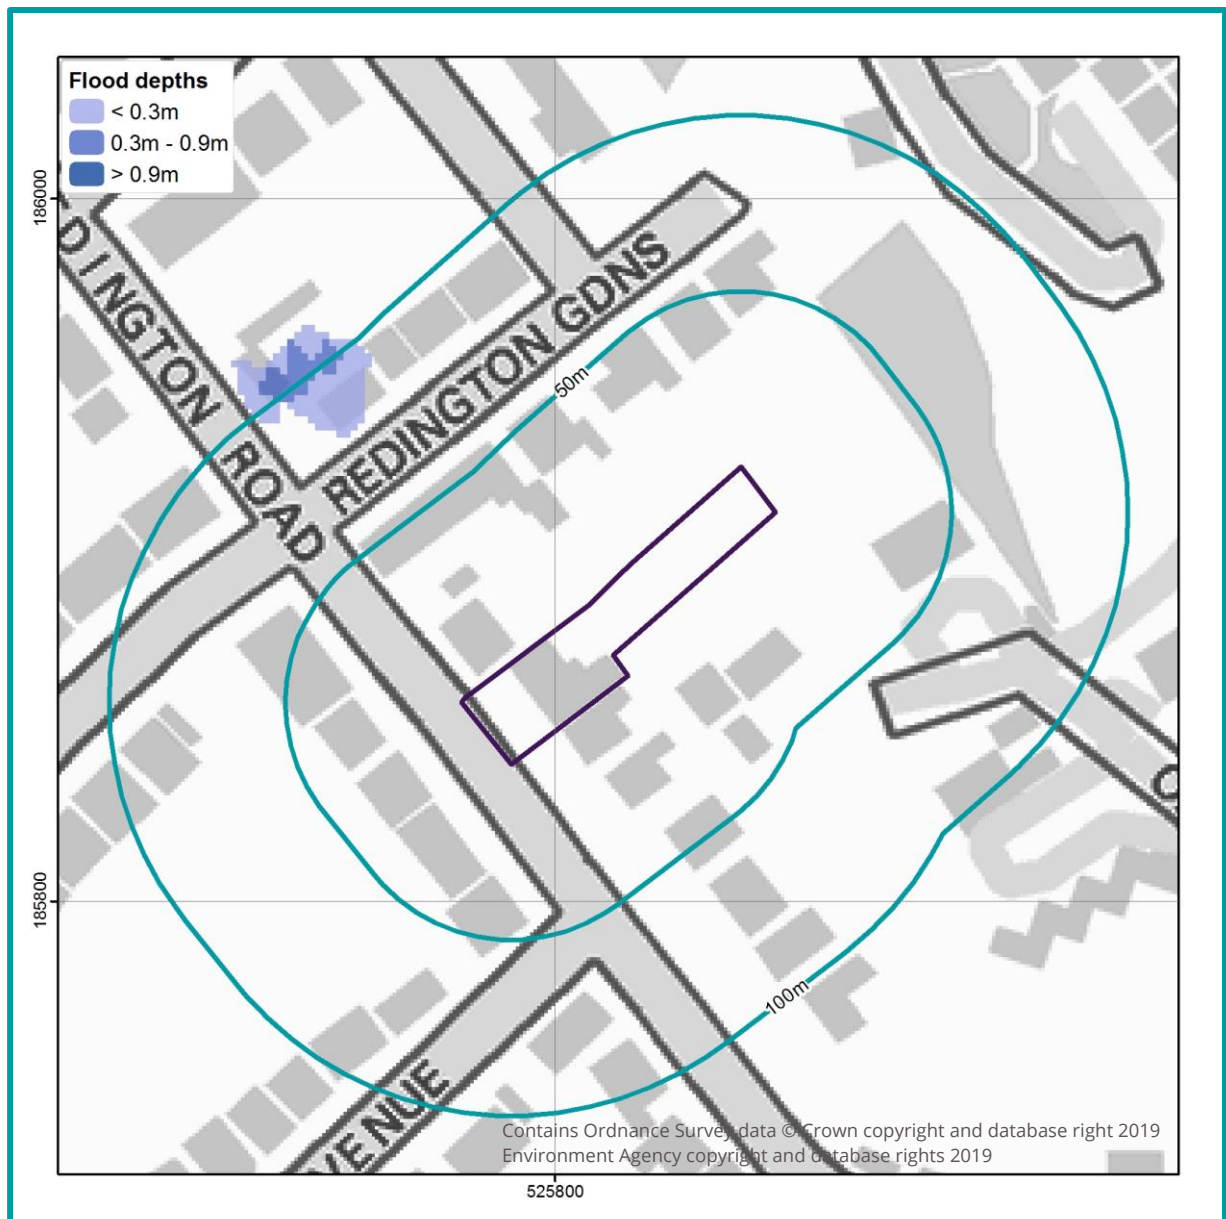 Flood depths
< 0.3m
0.3m - 0.9m
> 0.9m
186000
DINGTON ROAD
REDINGTON GDNS
50m
185800
100m
VENUE
Contains Ordnance Survey data © Crown copyright and database right 2019
Environment Agency copyright and database rights 2019
525800